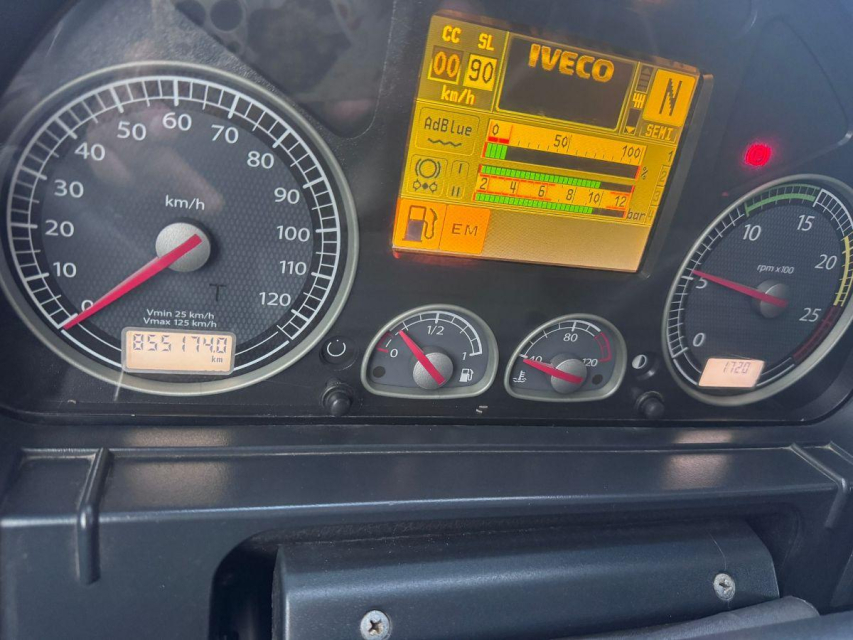 CC SL
00 90
km/h
IVECO
N
SEMI
AdBlue
0 50 100
%
2 4 6 8 10 12
bar
EM
0 10 20 30 40 50 60 70 80 90 100 110 120
km/h
T
Vmin 25 km/h
Vmax 125 km/h
855174.0
km
0 1/2 1
40 80 120
0 5 10 15 20 25
rpm x100
1720